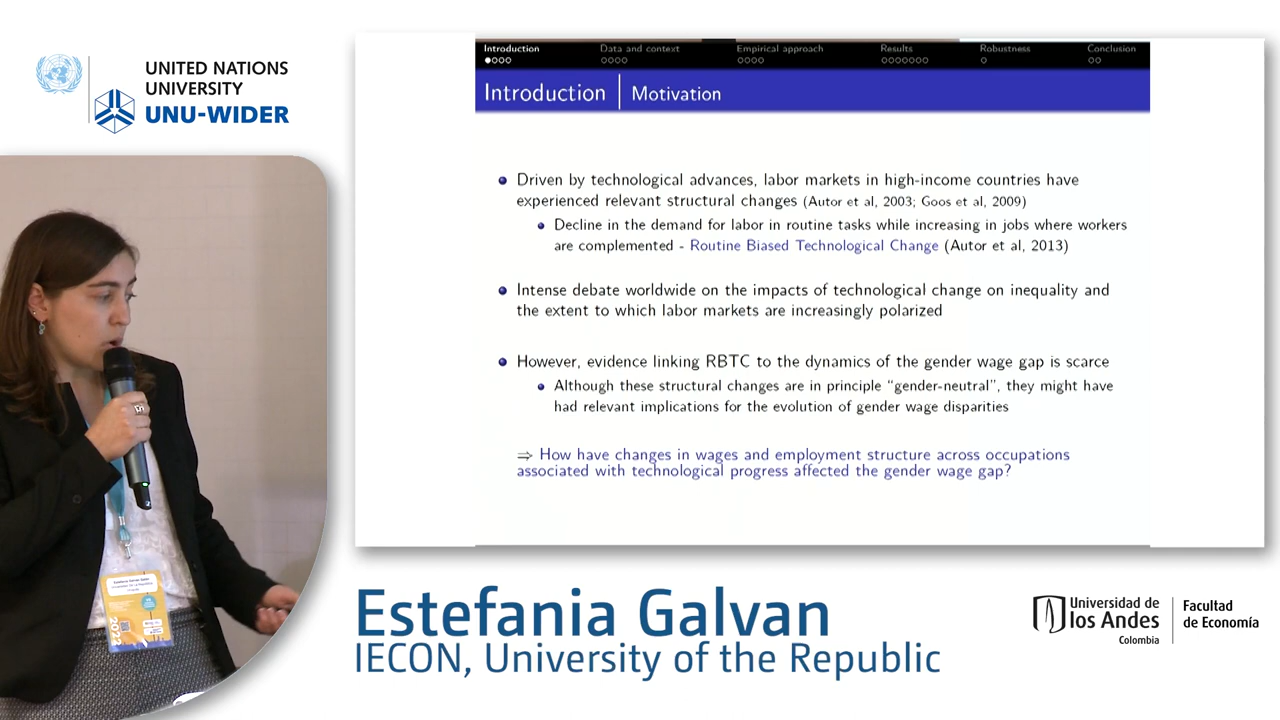 UNITED NATIONS
UNIVERSITY
UNU-WIDER
Introduction
Data and context
Empirical approach
Results
Robustness
Conclusion
Introduction
Motivation
Driven by technological advances, labor markets in high-income countries have
experienced relevant structural changes (Autor et al, 2003; Goos et al, 2009)
Decline in the demand for labor in routine tasks while increasing in jobs where workers
are complemented - Routine Biased Technological Change (Autor et al, 2013)
Intense debate worldwide on the impacts of technological change on inequality and
the extent to which labor markets are increasingly polarized
However, evidence linking RBTC to the dynamics of the gender wage gap is scarce
Although these structural changes are in principle “gender-neutral”, they might have
had relevant implications for the evolution of gender wage disparities
⇒ How have changes in wages and employment structure across occupations
associated with technological progress affected the gender wage gap?
2022
Estefania Galvan
IECON, University of the Republic
Universidad de
los Andes
Colombia
Facultad
de Economía